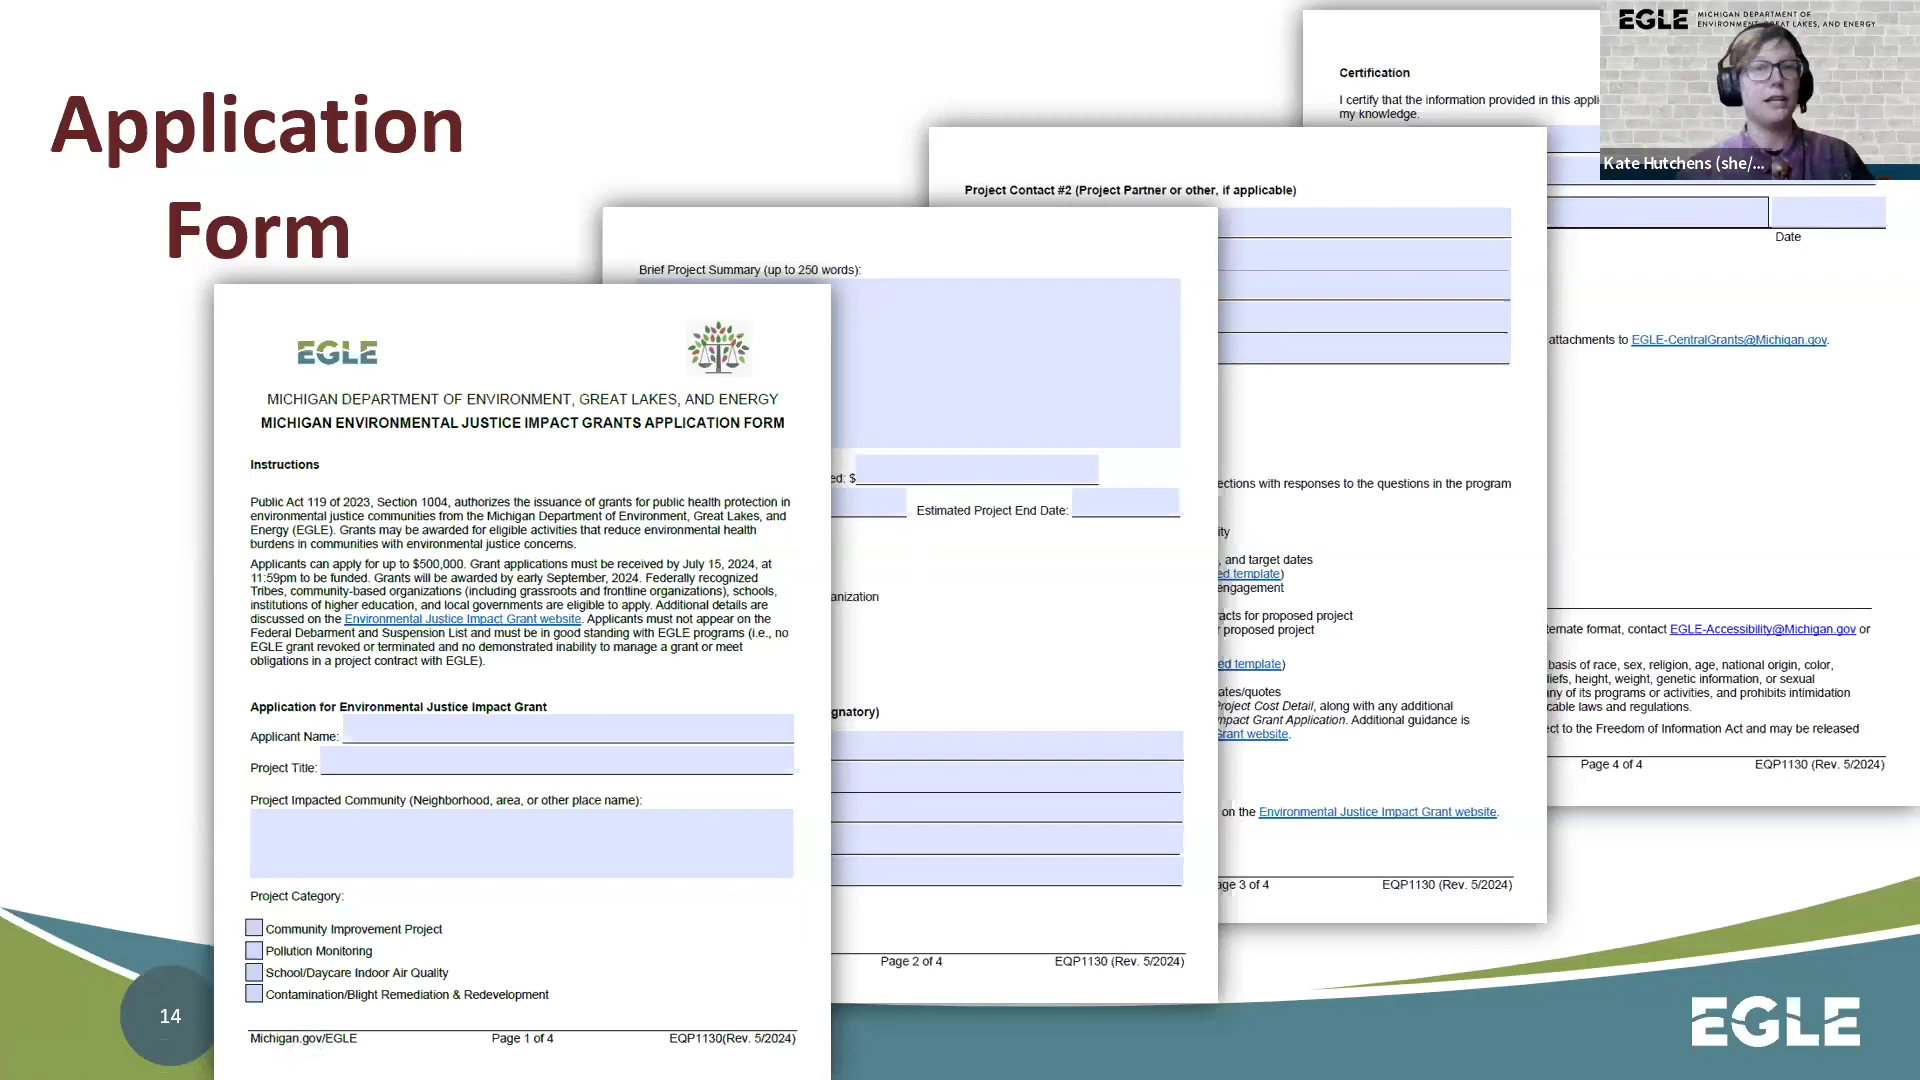 Application
Form
EGLE
MICHIGAN DEPARTMENT OF ENVIRONMENT, GREAT LAKES, AND ENERGY
MICHIGAN ENVIRONMENTAL JUSTICE IMPACT GRANTS APPLICATION FORM
Instructions
Public Act 119 of 2023, Section 1004, authorizes the issuance of grants for public health protection in
environmental justice communities from the Michigan Department of Environment, Great Lakes, and
Energy (EGLE). Grants may be awarded for eligible activities that reduce environmental health
burdens in communities with environmental justice concerns.
Applicants can apply for up to $500,000. Grant applications must be received by July 15, 2024, at
11:59pm to be funded. Grants will be awarded by early September, 2024. Federally recognized
Tribes, community-based organizations (including grassroots and frontline organizations), schools,
institutions of higher education, and local governments are eligible to apply. Additional details are
discussed on the Environmental Justice Impact Grant website. Applicants must not appear on the
Federal Debarment and Suspension List and must be in good standing with EGLE programs (i.e., no
EGLE grant revoked or terminated and no demonstrated inability to manage a grant or meet
obligations in a project contract with EGLE).
Application for Environmental Justice Impact Grant
Applicant Name:
Project Title:
Project Impacted Community (Neighborhood, area, or other place name):
Project Category:
Community Improvement Project
Pollution Monitoring
School/Daycare Indoor Air Quality
Contamination/Blight Remediation & Redevelopment
Michigan.gov/EGLE Page 1 of 4 EQP1130(Rev. 5/2024)
Brief Project Summary (up to 250 words):
ed: $
Estimated Project End Date:
anization
gnatory)
Page 2 of 4 EQP1130 (Rev. 5/2024)
Project Contact #2 (Project Partner or other, if applicable)
ections with responses to the questions in the program
ity
, and target dates
ed template)
engagement
racts for proposed project
r proposed project
ed template)
ates/quotes
Project Cost Detail, along with any additional
mpact Grant Application. Additional guidance is
Grant website.
on the Environmental Justice Impact Grant website.
age 3 of 4 EQP1130 (Rev. 5/2024)
Certification
I certify that the information provided in this appli
my knowledge.
Date
attachments to EGLE-CentralGrants@Michigan.gov.
ternate format, contact EGLE-Accessibility@Michigan.gov or
basis of race, sex, religion, age, national origin, color,
liefs, height, weight, genetic information, or sexual
any of its programs or activities, and prohibits intimidation
cable laws and regulations.
ect to the Freedom of Information Act and may be released
Page 4 of 4 EQP1130 (Rev. 5/2024)
EGLE MICHIGAN DEPARTMENT OF
ENVIRONMENT, GREAT LAKES, AND ENERGY
Kate Hutchens (she/...
14
EGLE